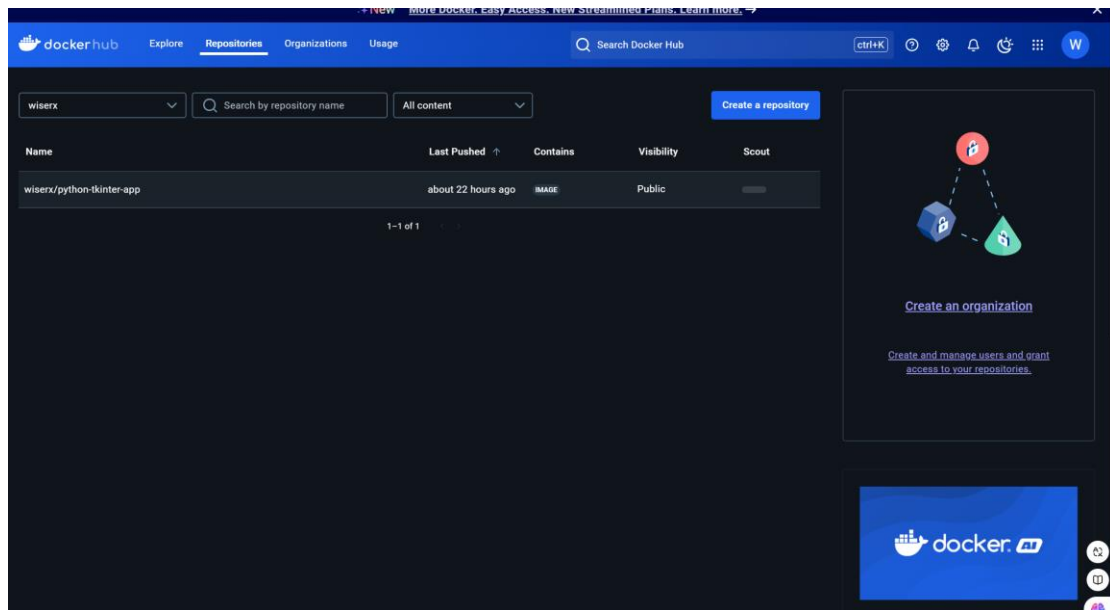 New More Docker. Easy Access. New Streamlined Plans. Learn more. →
dockerhub Explore Repositories Organizations Usage Search Docker Hub ctrl+K W
wiserx Search by repository name All content Create a repository
Name Last Pushed ↑ Contains Visibility Scout
wiserx/python-tkinter-app about 22 hours ago IMAGE Public
1–1 of 1
Create an organization
Create and manage users and grant
access to your repositories.
docker. AI